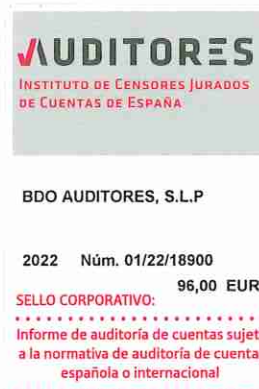 AUDITORES
INSTITUTO DE CENSORES JURADOS
DE CUENTAS DE ESPAÑA
BDO AUDITORES, S.L.P
2022 Núm. 01/22/18900
96,00 EUR
SELLO CORPORATIVO:
Informe de auditoría de cuentas sujet
a la normativa de auditoría de cuenta
española o internacional